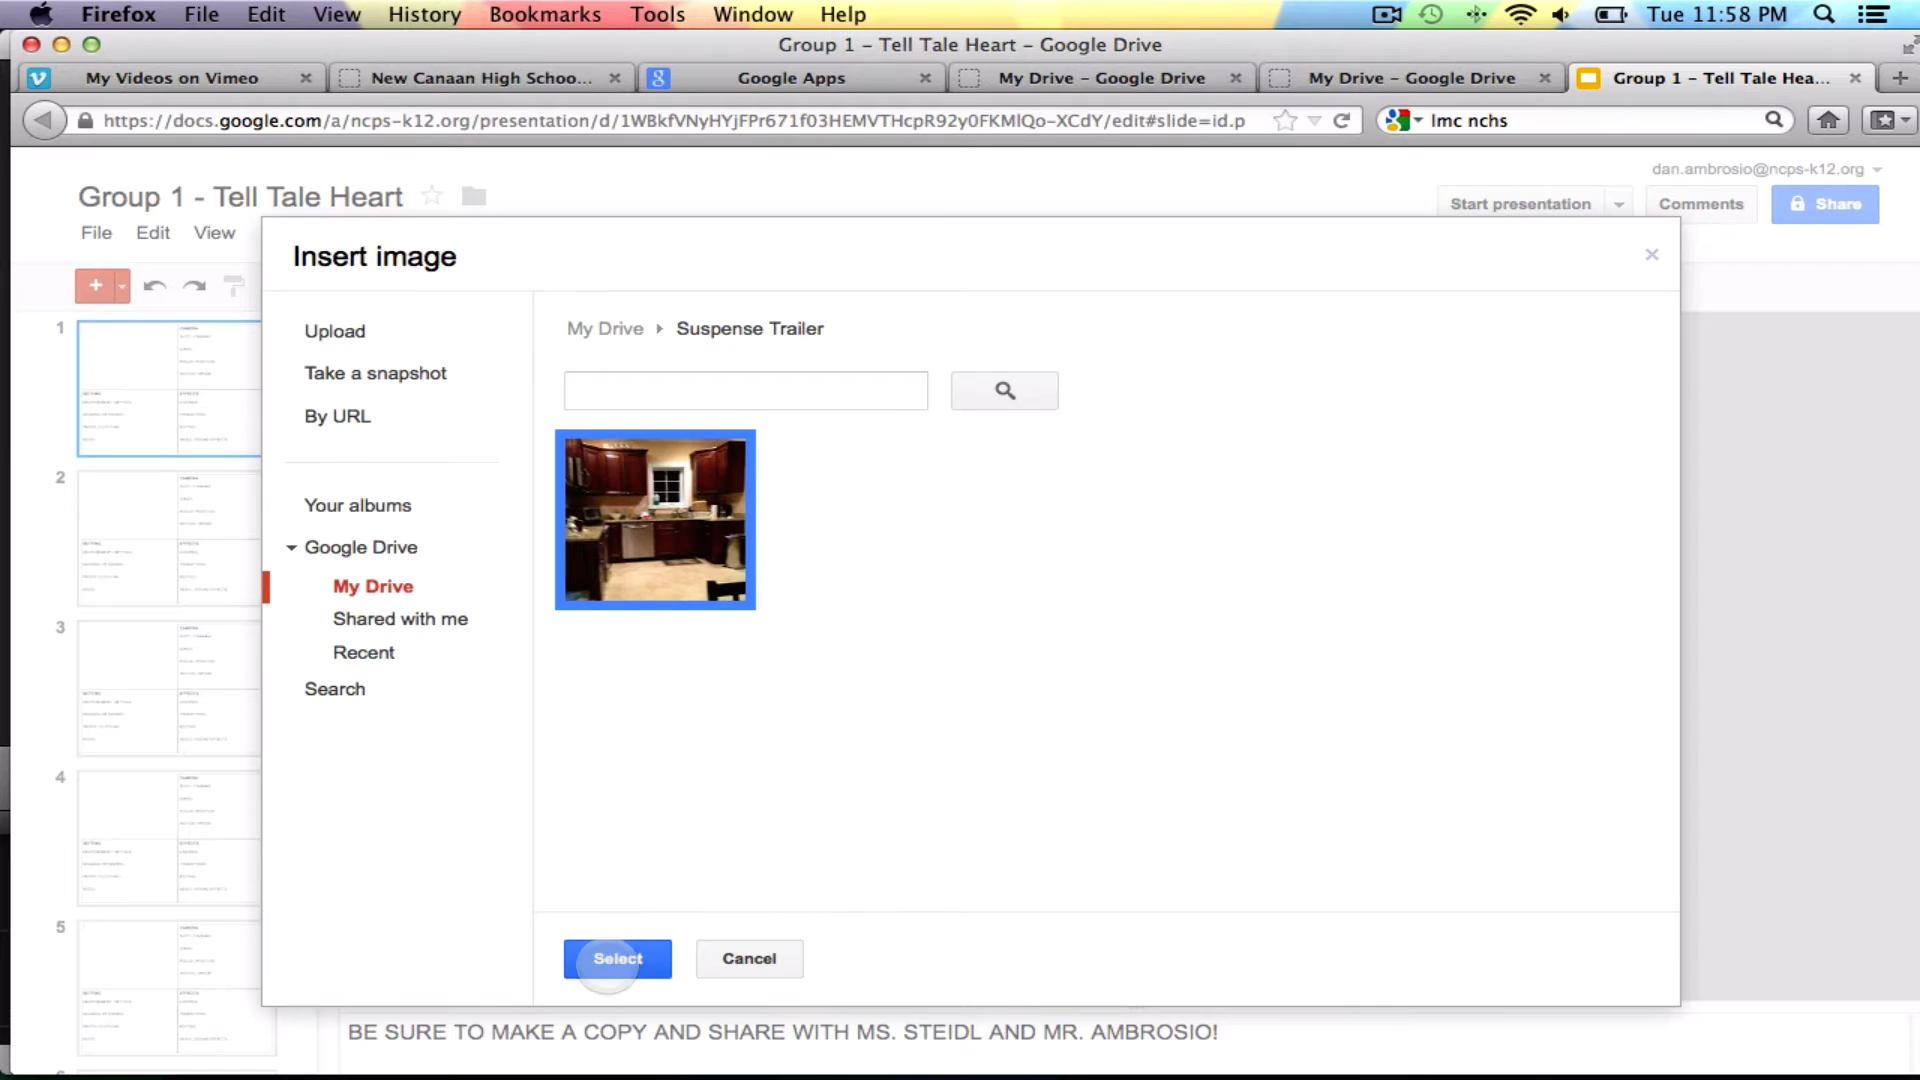 Firefox File Edit View History Bookmarks Tools Window Help Tue 11:58 PM
Group 1 – Tell Tale Heart – Google Drive
My Videos on Vimeo New Canaan High Schoo... Google Apps My Drive – Google Drive My Drive – Google Drive Group 1 – Tell Tale Hea...
https://docs.google.com/a/ncps-k12.org/presentation/d/1WBkfVNyHYjFPr671f03HEMVTHcpR92y0FKMlQo-XCdY/edit#slide=id.p lmc nchs
dan.ambrosio@ncps-k12.org
Group 1 - Tell Tale Heart
Start presentation Comments Share
File Edit View
Insert image
Upload
Take a snapshot
By URL
Your albums
Google Drive
My Drive
Shared with me
Recent
Search
My Drive Suspense Trailer
Select Cancel
1
2
3
4
5
BE SURE TO MAKE A COPY AND SHARE WITH MS. STEIDL AND MR. AMBROSIO!